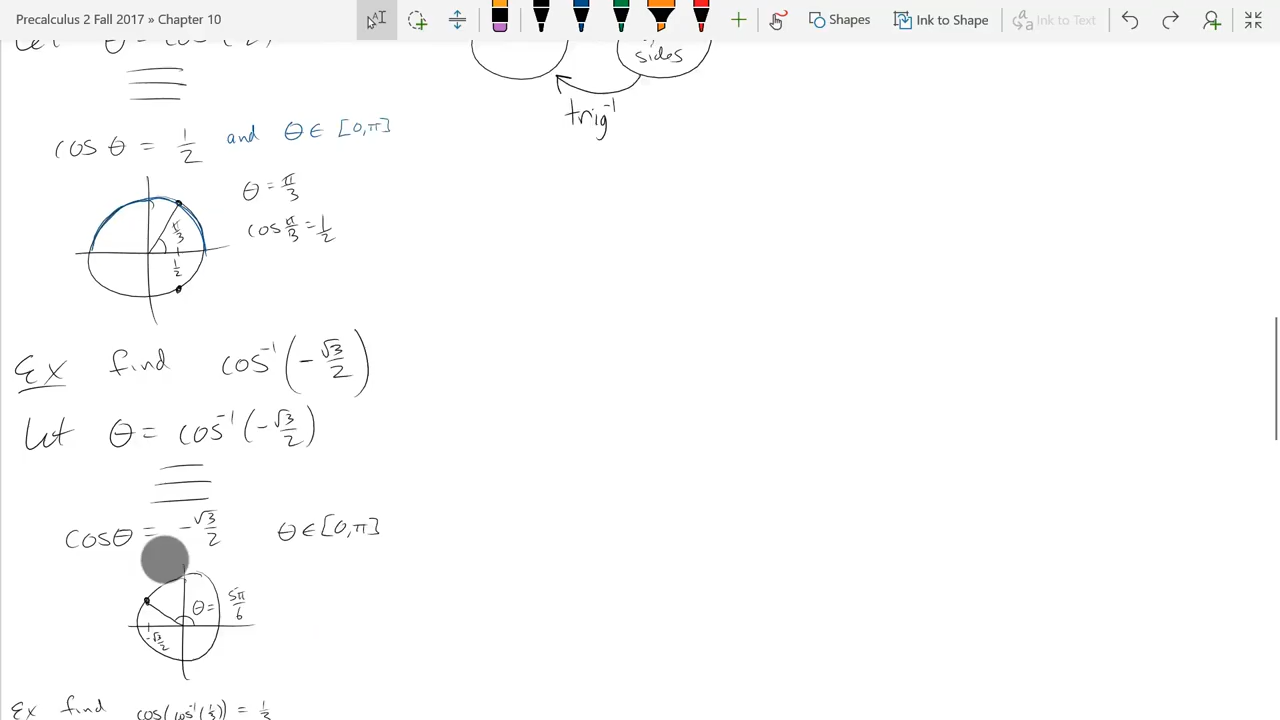 Precalculus 2 Fall 2017 » Chapter 10
Shapes
Ink to Shape
Ink to Text
sides
trig⁻¹
cos θ = 1/2 and θ ∈ [0,π]
θ = π/3
cos π/3 = 1/2
π/3
1/2
Ex find cos⁻¹(-√3/2)
Let θ = cos⁻¹(-√3/2)
cosθ = -√3/2 θ ∈ [0,π]
θ = 5π/6
-√3/2
Ex find cos(cos⁻¹(1/3)) = 1/3